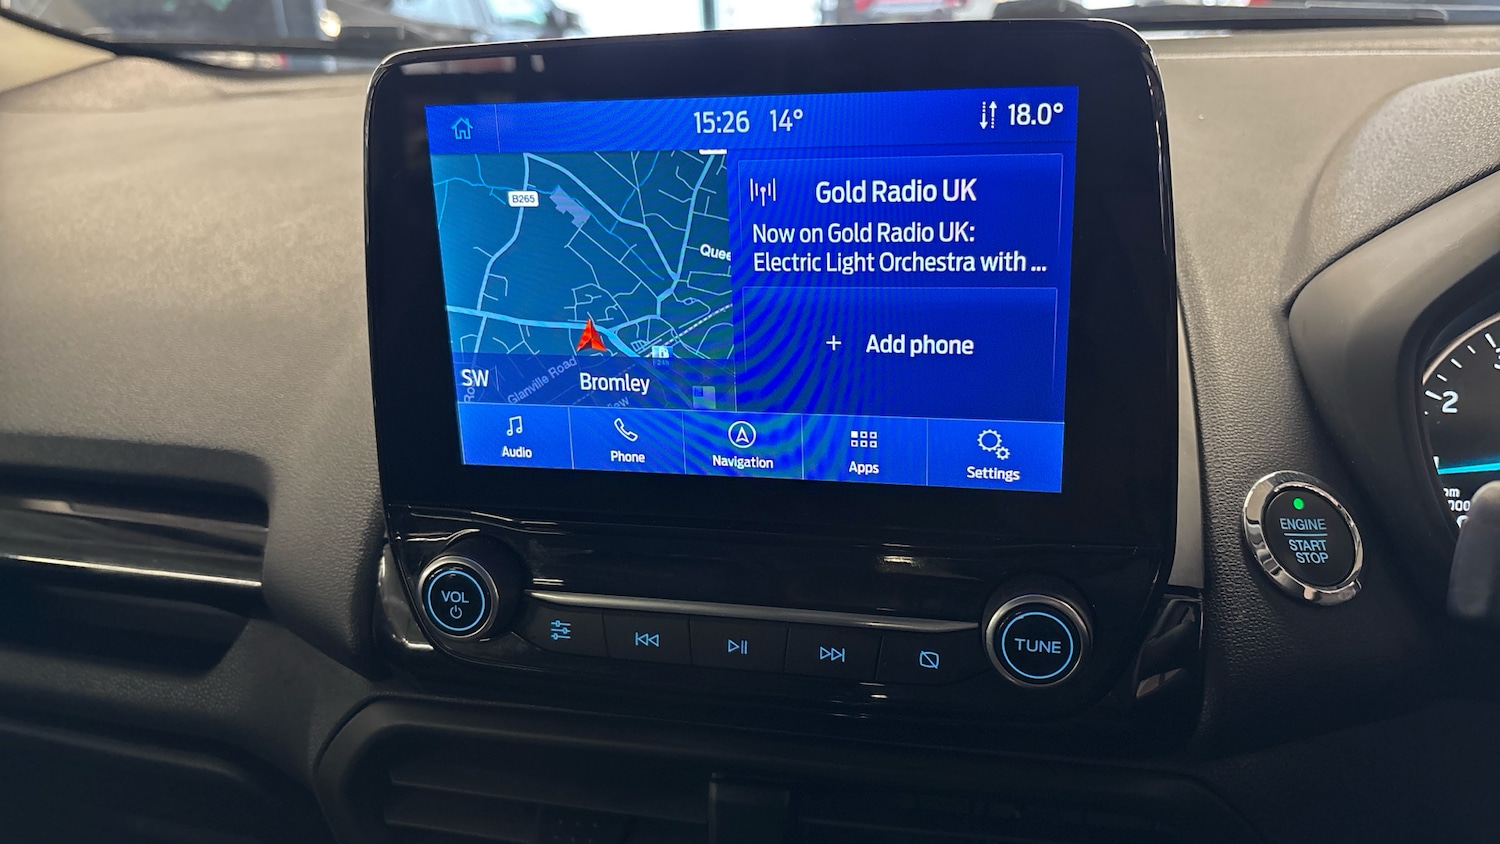 15:26 14° 18.0°
B265
Quee
SW
Glanville Road
Bromley
Gold Radio UK
Now on Gold Radio UK:
Electric Light Orchestra with ...
+ Add phone
Audio
Phone
Navigation
Apps
Settings
VOL
TUNE
ENGINE
START
STOP
2